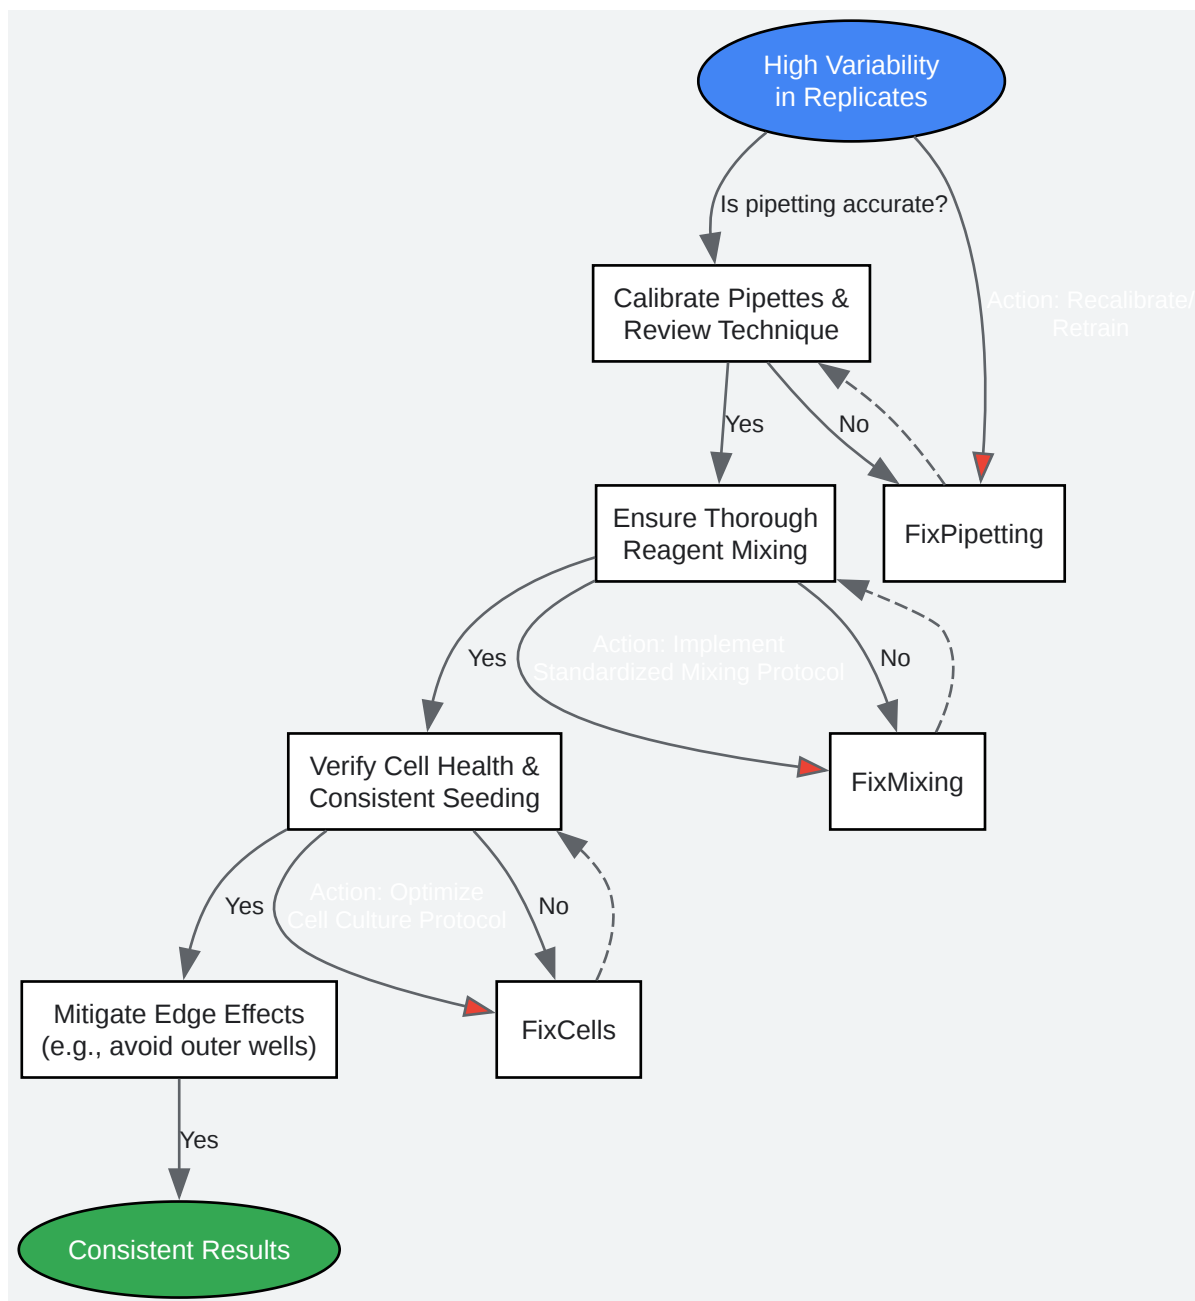 High Variability
in Replicates
Is pipetting accurate?
Calibrate Pipettes &
Review Technique
Action: Recalibrate/
Retrain
Yes
No
Ensure Thorough
Reagent Mixing
FixPipetting
Yes
Action: Implement
Standardized Mixing Protocol
No
Verify Cell Health &
Consistent Seeding
FixMixing
Yes
Action: Optimize
Cell Culture Protocol
No
Mitigate Edge Effects
(e.g., avoid outer wells)
FixCells
Yes
Consistent Results